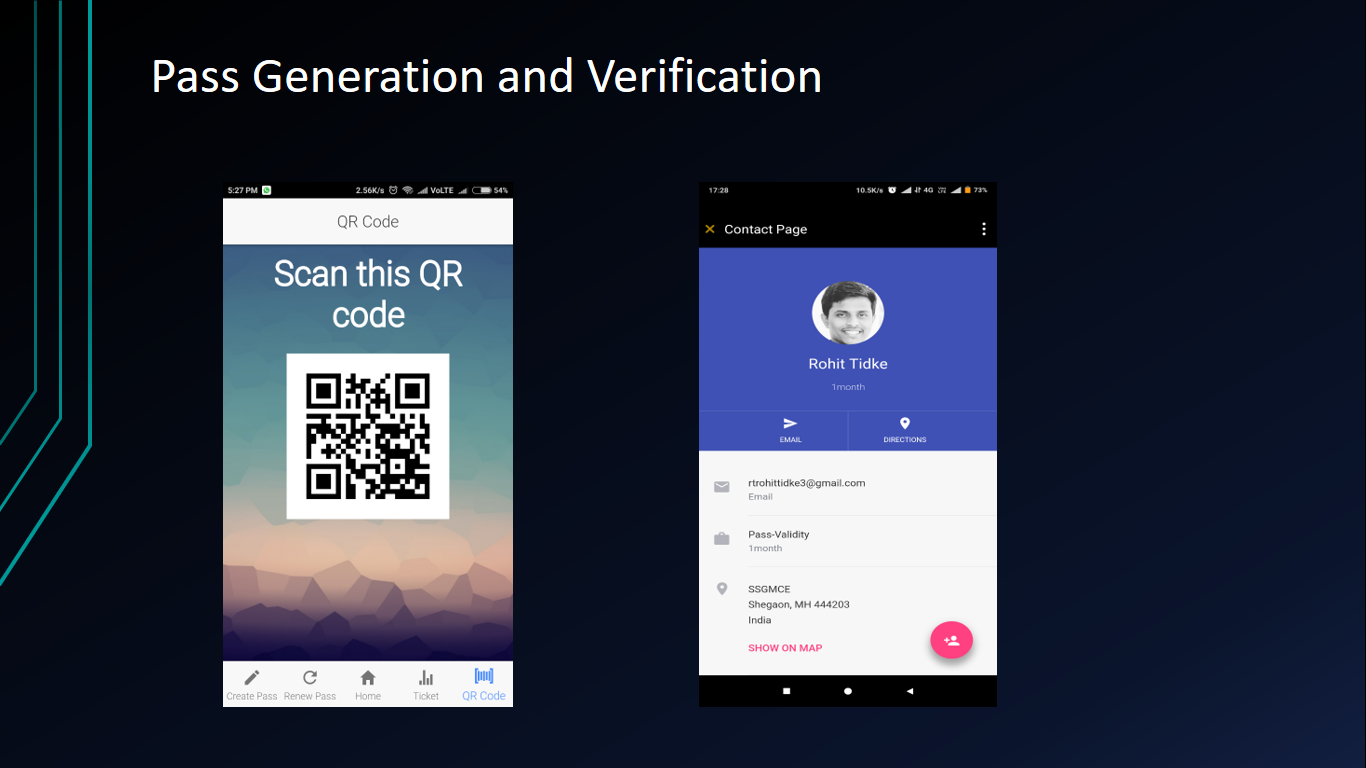 Pass Generation and Verification
5:27 PM 2.56K/s VoLTE 54%
QR Code
Scan this QR
code
Create Pass Renew Pass Home Ticket QR Code
17:28 10.5K/s 4G 73%
Contact Page
Rohit Tidke
1month
EMAIL DIRECTIONS
rtrohittidke3@gmail.com
Email
Pass-Validity
1month
SSGMCE
Shegaon, MH 444203
India
SHOW ON MAP